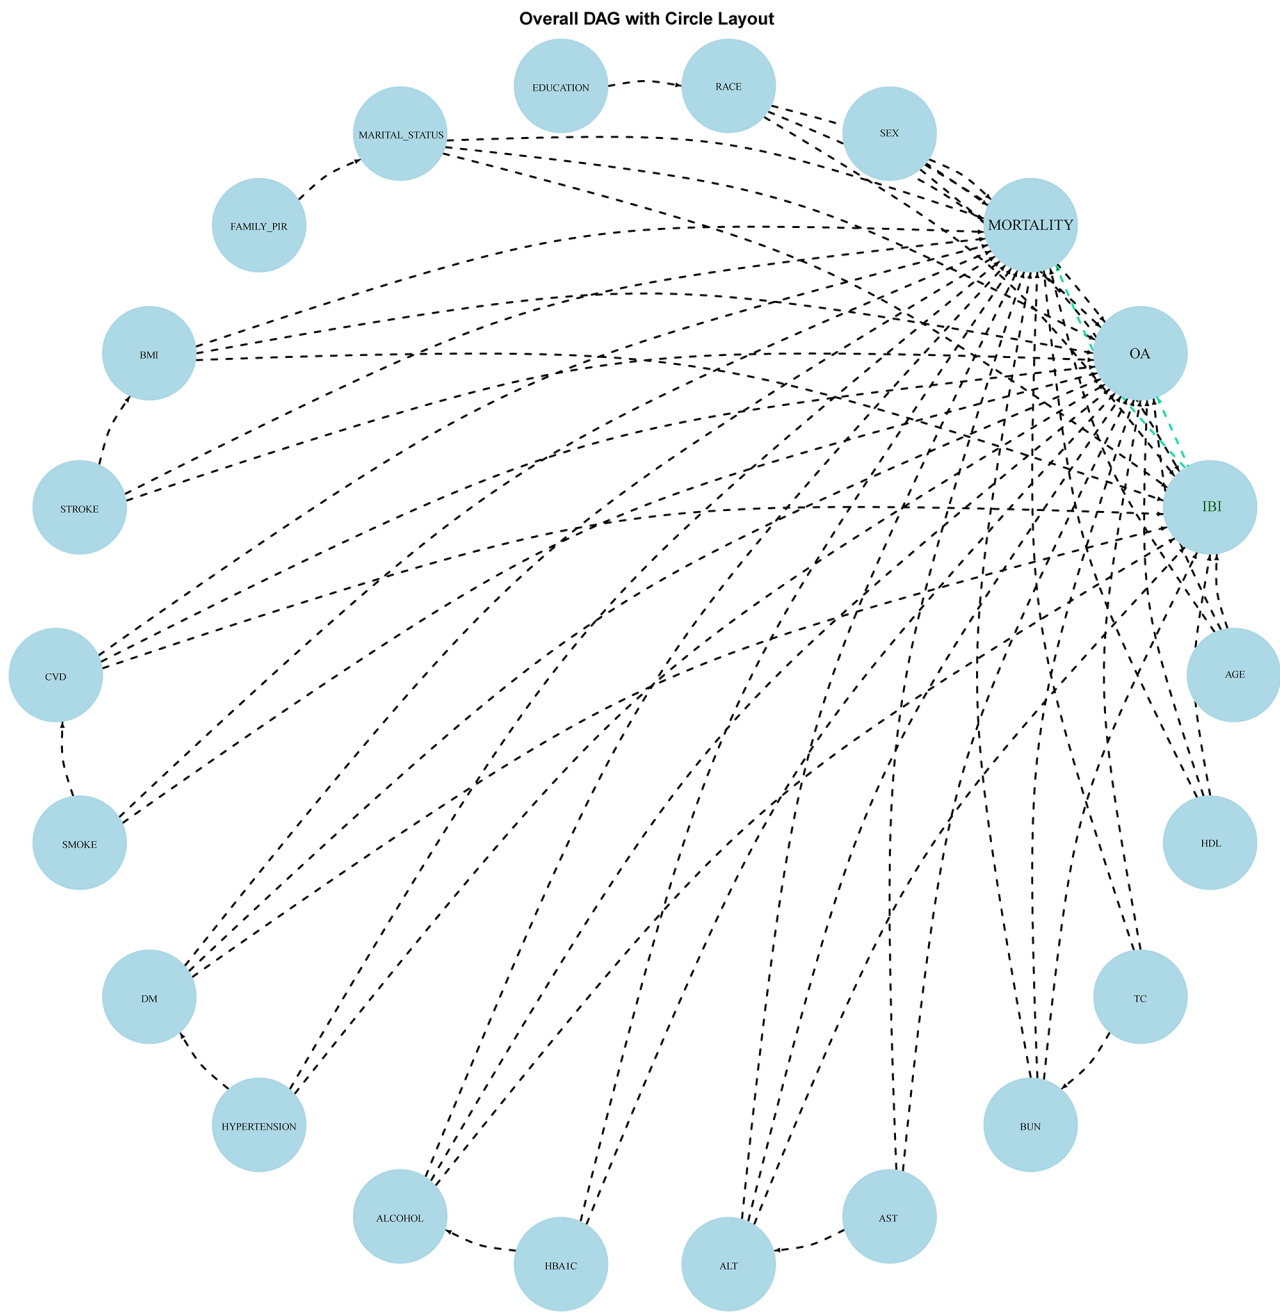 Overall DAG with Circle Layout
EDUCATION
RACE
MARITAL_STATUS
SEX
FAMILY_PIR
MORTALITY
BMI
OA
STROKE
IBI
CVD
AGE
SMOKE
HDL
DM
TC
HYPERTENSION
BUN
ALCOHOL
AST
HBA1C
ALT